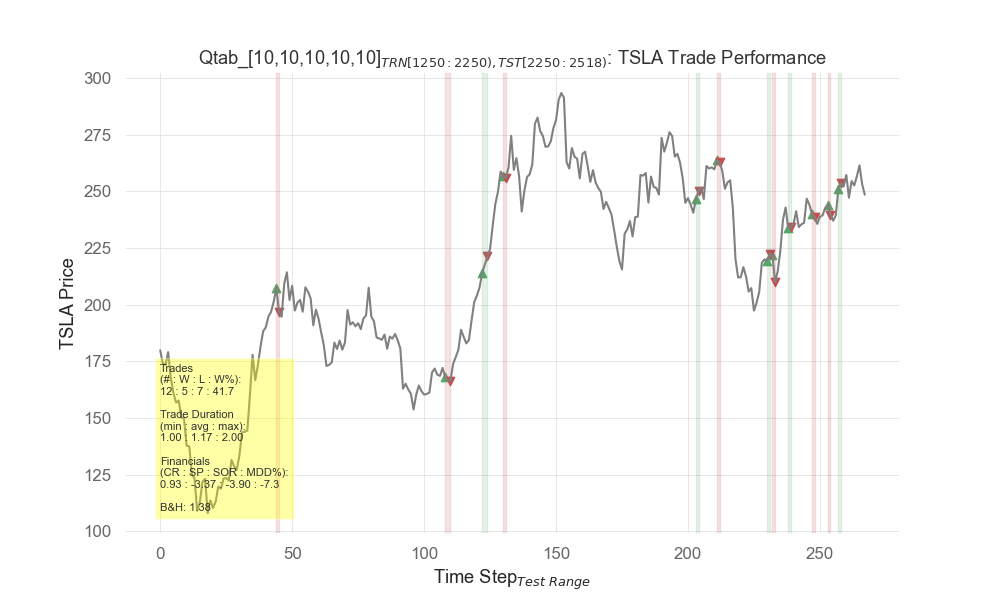 Qtab_[10,10,10,10,10]TRN[1250:2250),TST[2250:2518): TSLA Trade Performance
300
275
250
225
200
175
150
125
100
TSLA Price
Trades
(# : W : L : W%):
12 : 5 : 7 : 41.7
Trade Duration
(min : avg : max):
1.00 : 1.17 : 2.00
Financials
(CR : SP : SOR : MDD%):
0.93 : -3.37 : -3.90 : -7.3
B&H: 1.38
0 50 100 150 200 250
Time StepTest Range